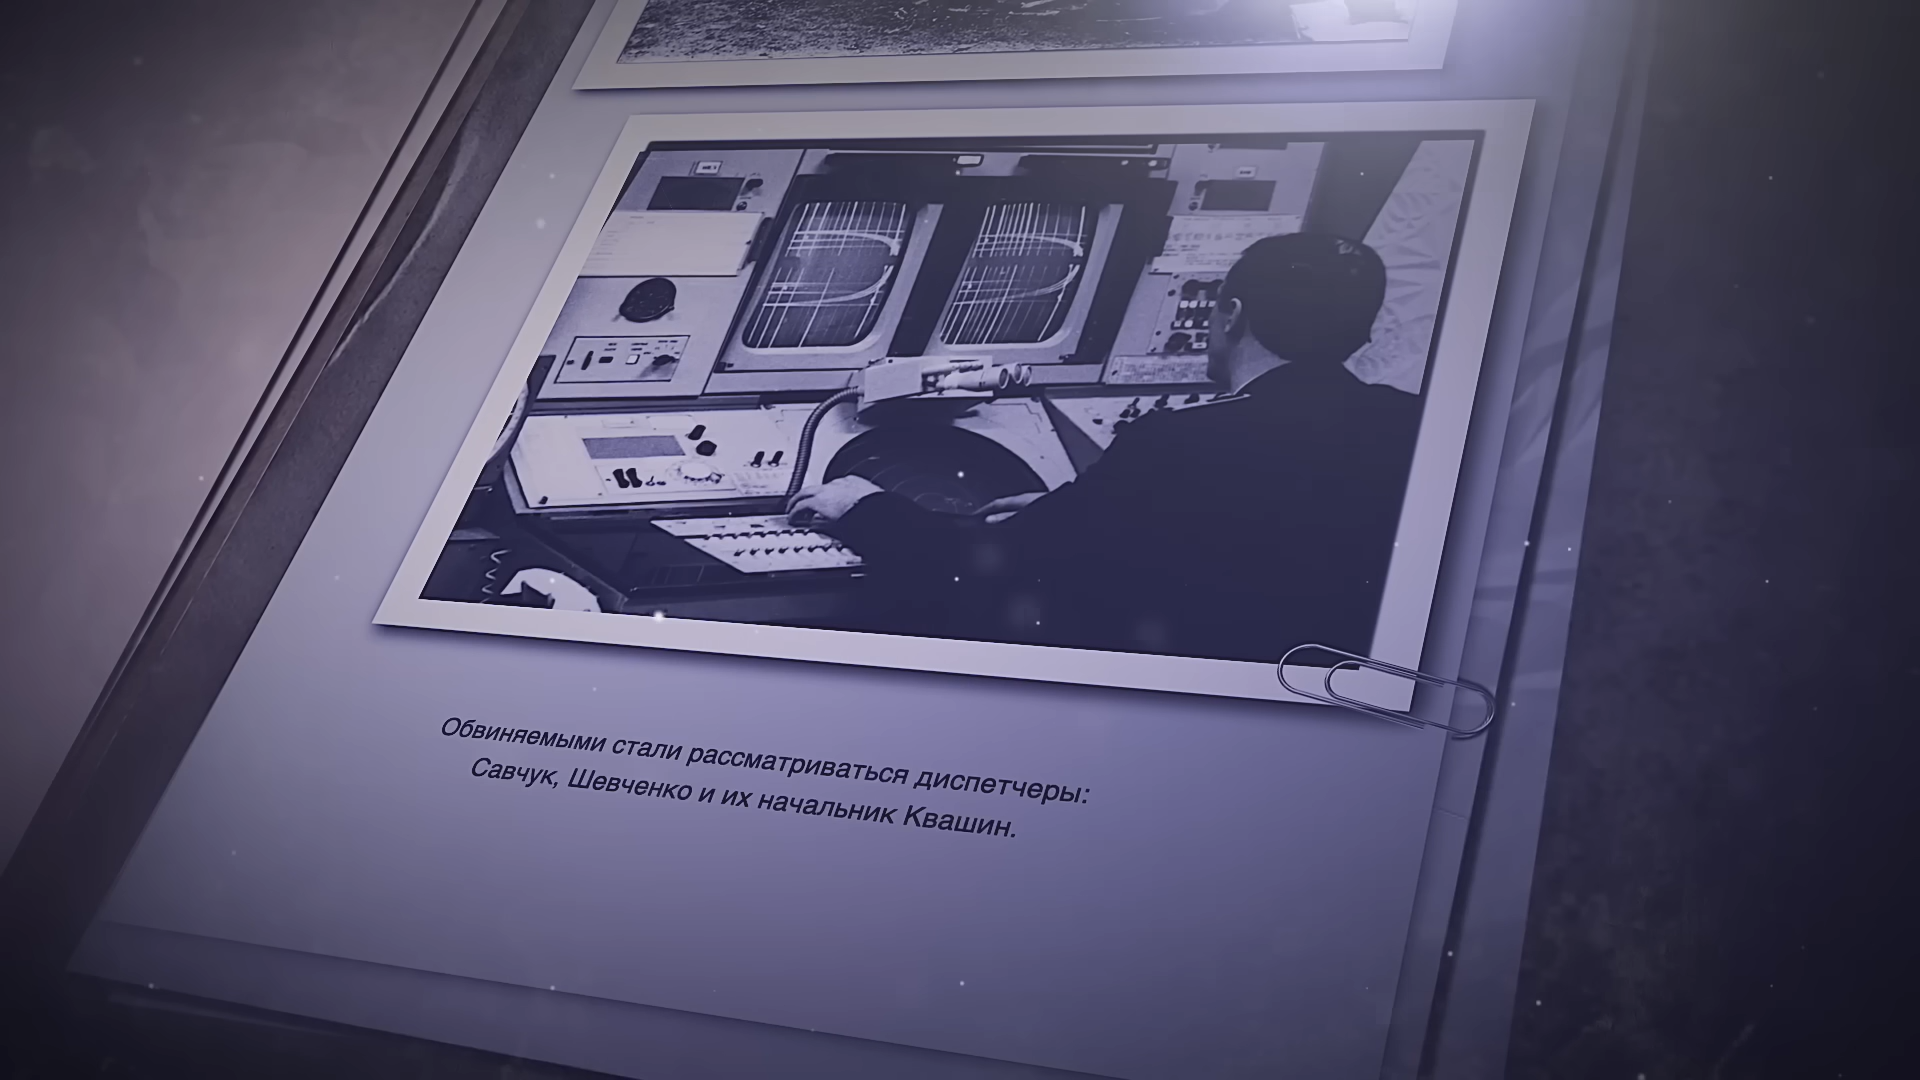 Обвиняемыми стали рассматриваться диспетчеры:
Савчук, Шевченко и их начальник Квашин.